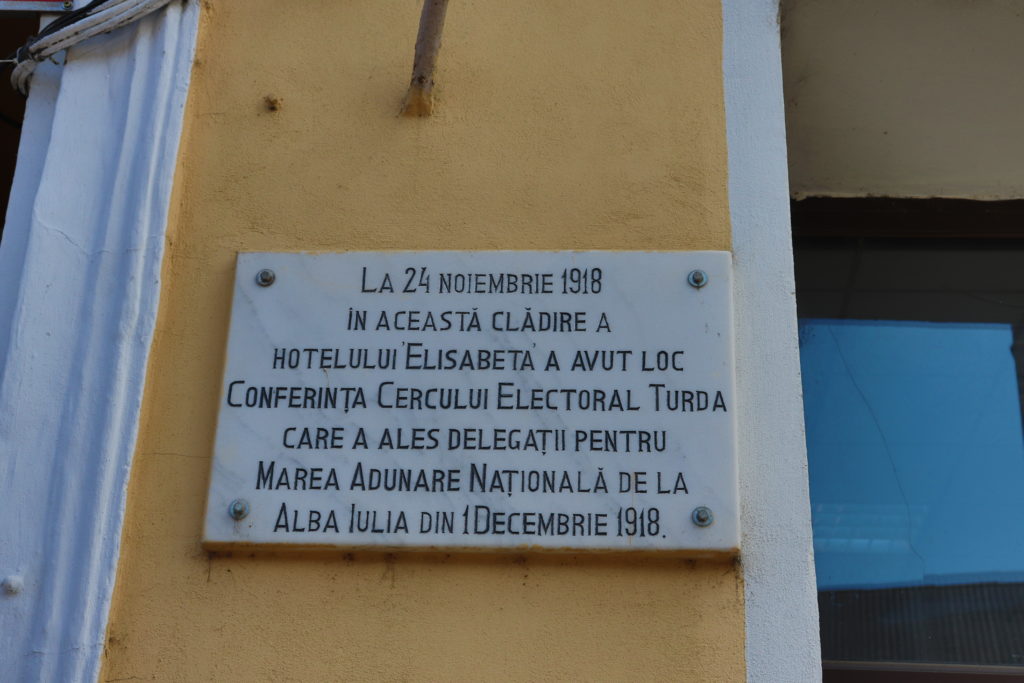 LA 24 NOIEMBRIE 1918
IN ACEASTĂ CLĂDIRE A
HOTELULUI 'ELISABETA' A AVUT LOC
CONFERINȚA CERCULUI ELECTORAL TURDA
CARE A ALES DELEGAȚII PENTRU
MAREA ADUNARE NAȚIONALĂ DE LA
ALBA IULIA DIN 1 DECEMBRIE 1918.